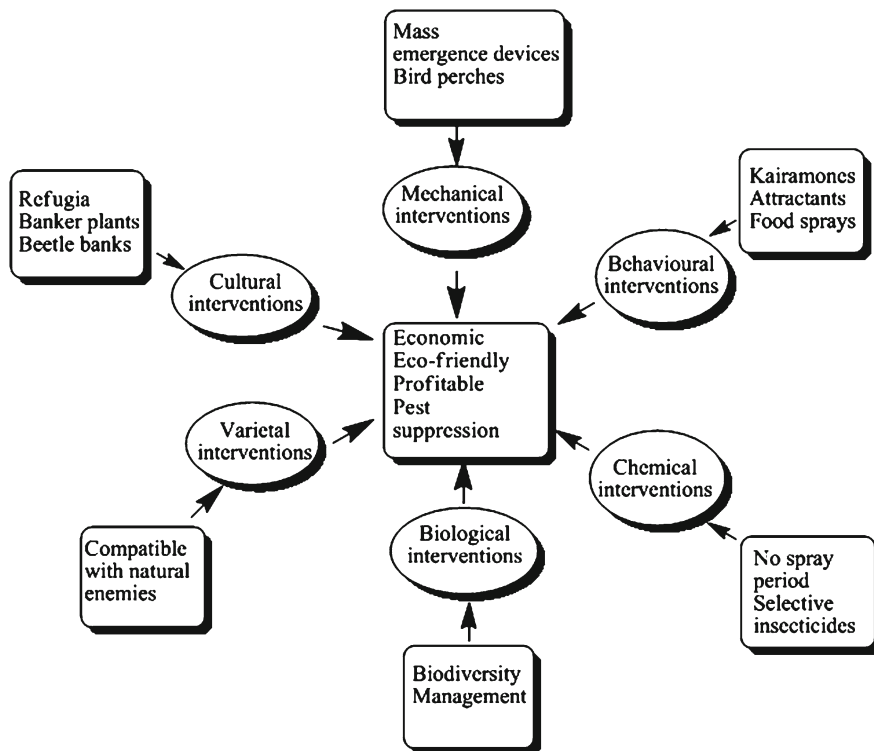 Mass
emergence devices
Bird perches
Mechanical
interventions
Refugia
Banker plants
Beetle banks
Cultural
interventions
Kairamones
Attractants
Food sprays
Behavioural
interventions
Economic
Eco-friendly
Profitable
Pest
suppression
Varietal
interventions
Compatible
with natural
enemies
Biological
interventions
Biodiversity
Management
Chemical
interventions
No spray
period
Selective
insecticides